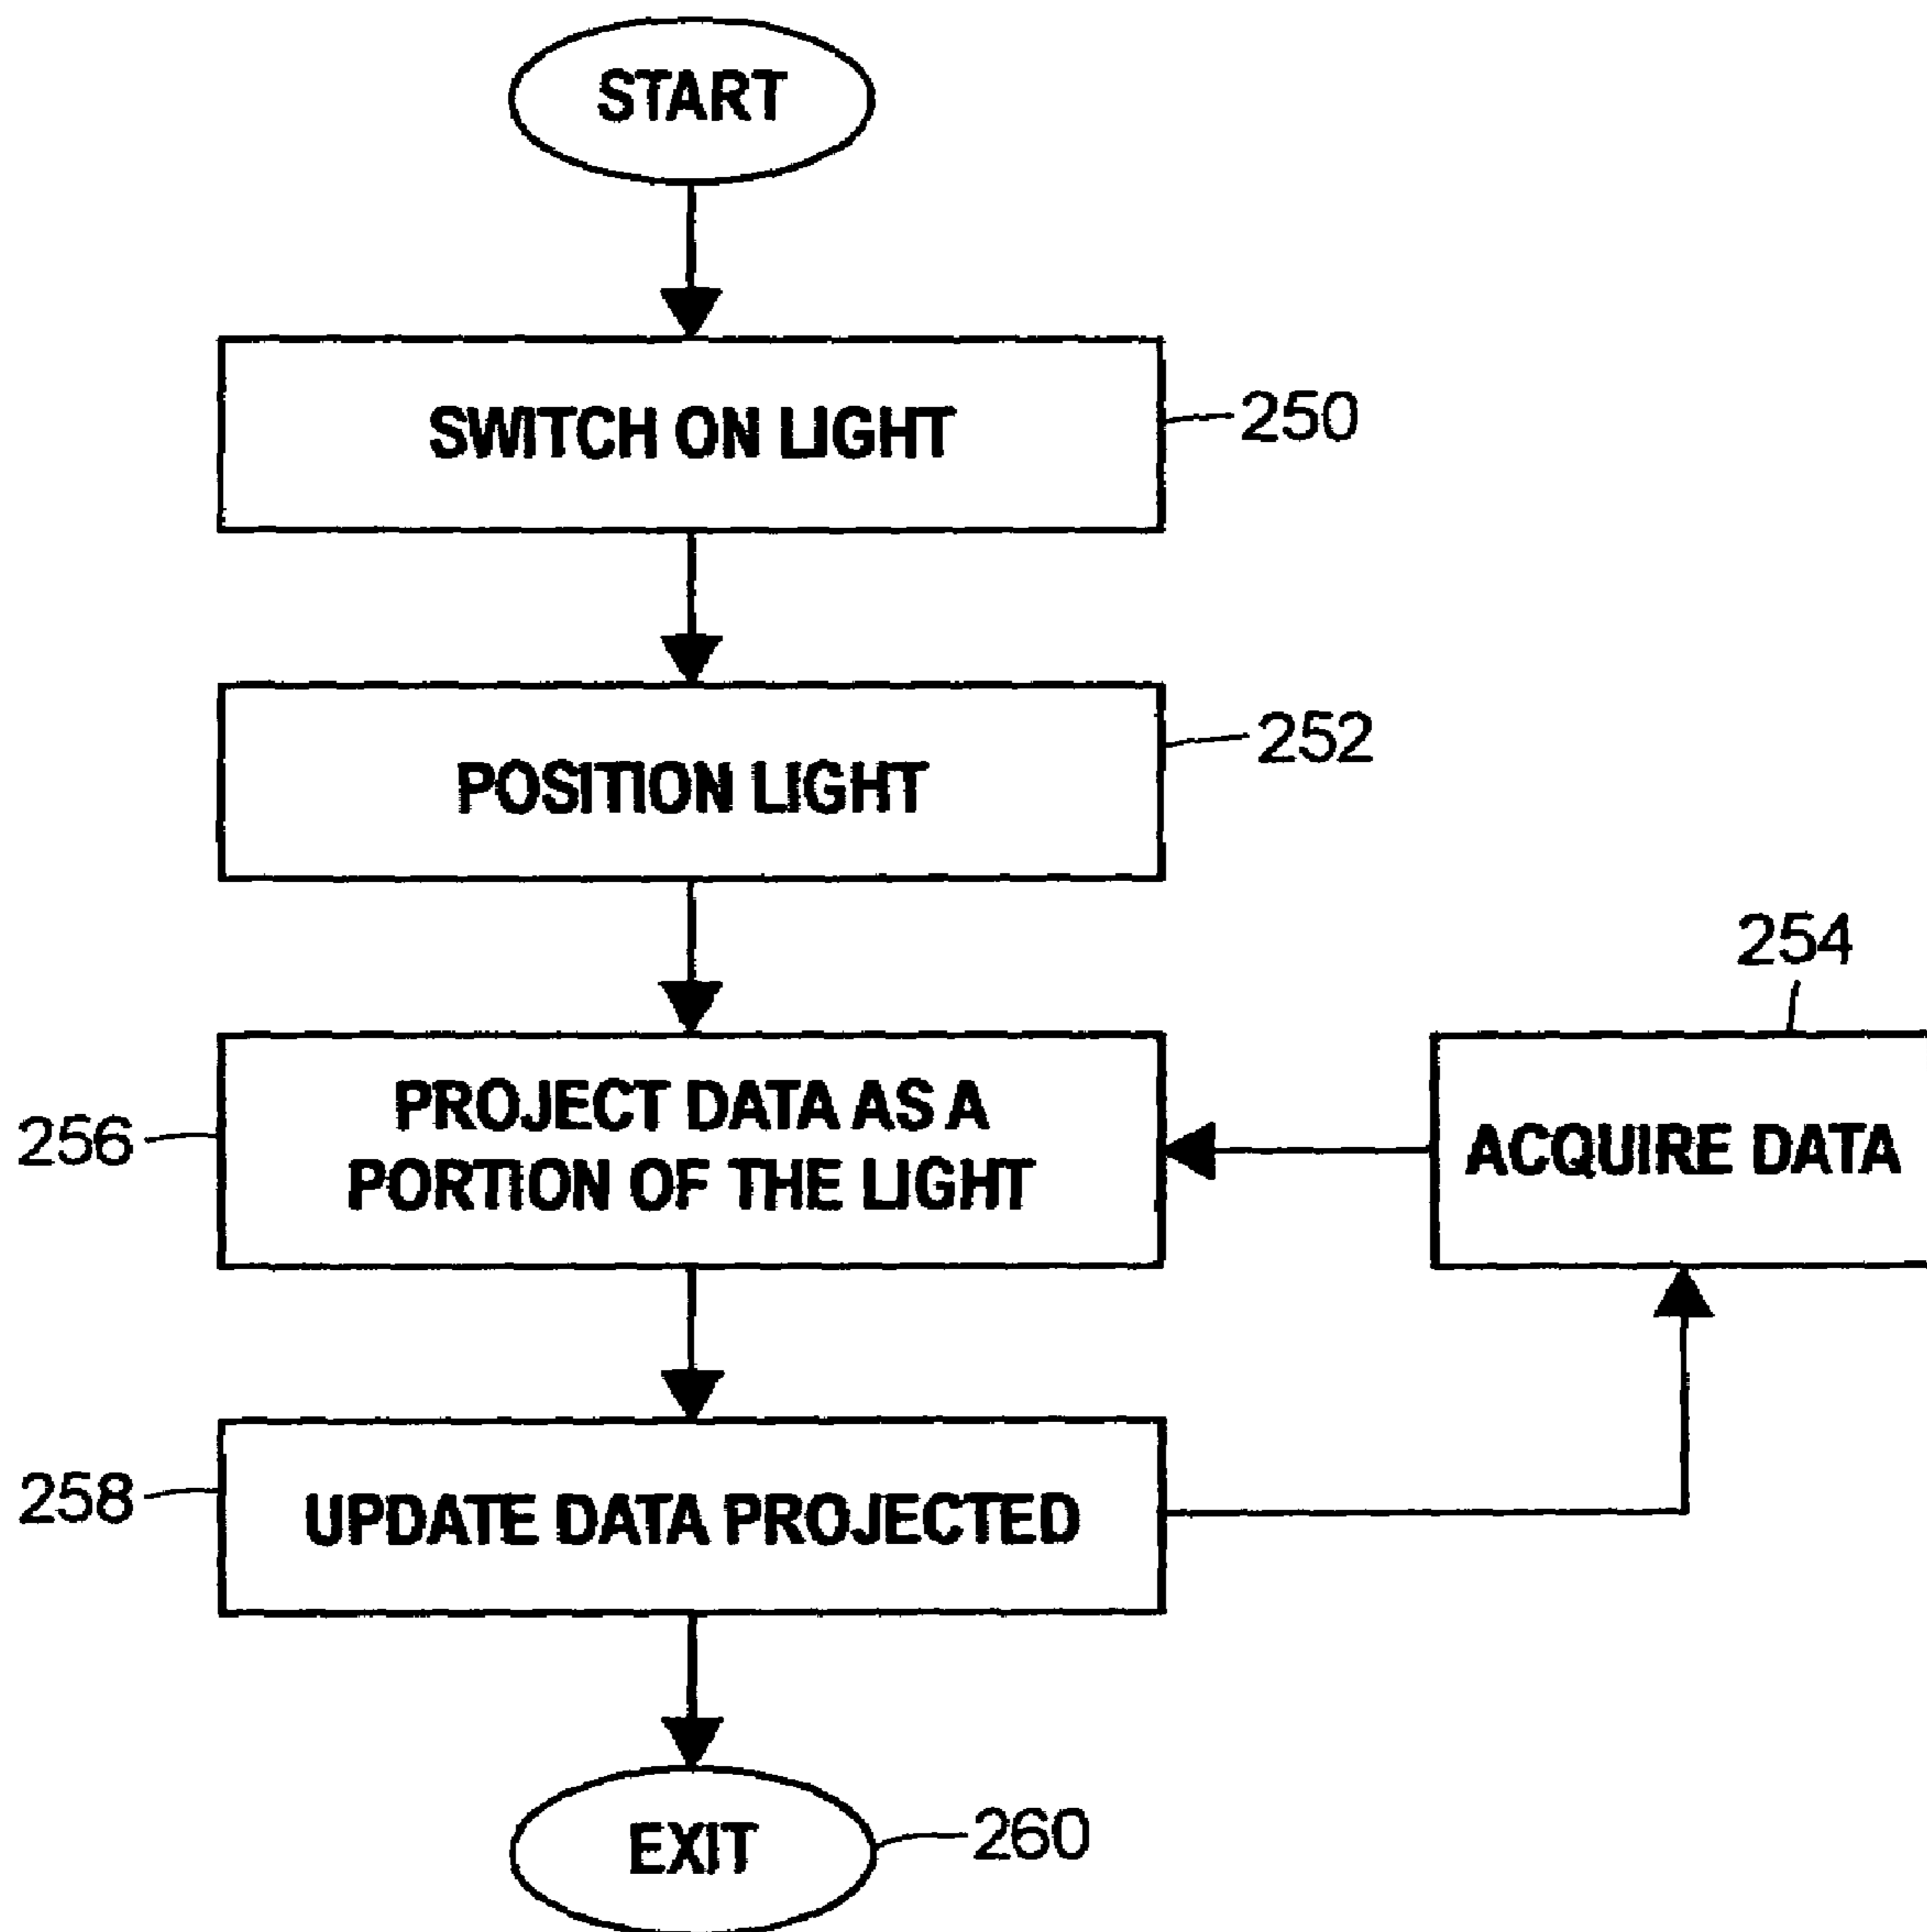 START
SWITCH ON LIGHT
250
POSITION LIGHT
252
254
PROJECT DATA AS A
PORTION OF THE LIGHT
256
ACQUIRE DATA
UPDATE DATA PROJECTED
258
EXIT
260